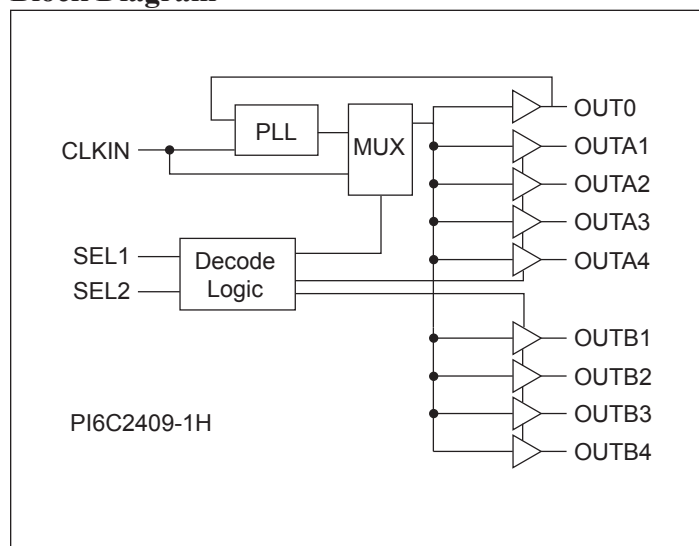 Block Diagram
PLL
MUX
CLKIN
SEL1
SEL2
Decode
Logic
OUT0
OUTA1
OUTA2
OUTA3
OUTA4
OUTB1
OUTB2
OUTB3
OUTB4
PI6C2409-1H